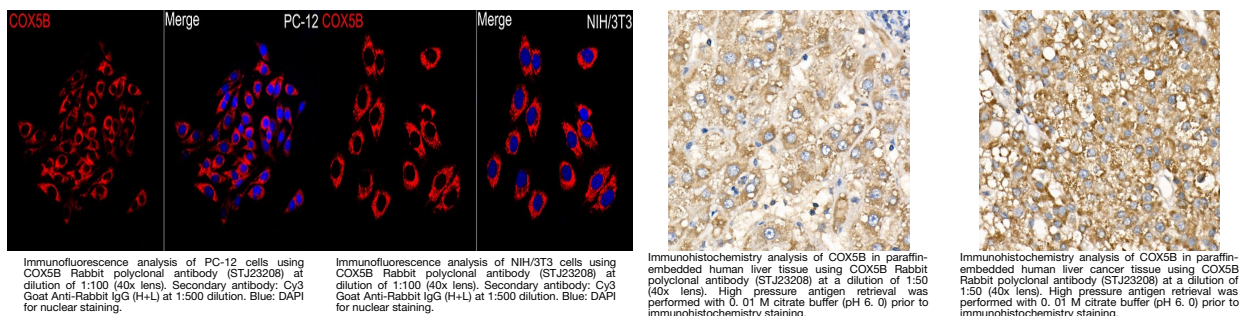 COX5B
Merge
PC-12
COX5B
Merge
NIH/3T3
Immunofluorescence analysis of PC-12 cells using
COX5B Rabbit polyclonal antibody (STJ23208) at
dilution of 1:100 (40x lens). Secondary antibody: Cy3
Goat Anti-Rabbit IgG (H+L) at 1:500 dilution. Blue: DAPI
for nuclear staining.
Immunofluorescence analysis of NIH/3T3 cells using
COX5B Rabbit polyclonal antibody (STJ23208) at
dilution of 1:100 (40x lens). Secondary antibody: Cy3
Goat Anti-Rabbit IgG (H+L) at 1:500 dilution. Blue: DAPI
for nuclear staining.
Immunohistochemistry analysis of COX5B in paraffin-
embedded human liver tissue using COX5B Rabbit
polyclonal antibody (STJ23208) at a dilution of 1:50
(40x lens). High pressure antigen retrieval was
performed with 0. 01 M citrate buffer (pH 6. 0) prior to
immunohistochemistry staining.
Immunohistochemistry analysis of COX5B in paraffin-
embedded human liver cancer tissue using COX5B
Rabbit polyclonal antibody (STJ23208) at a dilution of
1:50 (40x lens). High pressure antigen retrieval was
performed with 0. 01 M citrate buffer (pH 6. 0) prior to
immunohistochemistry staining.